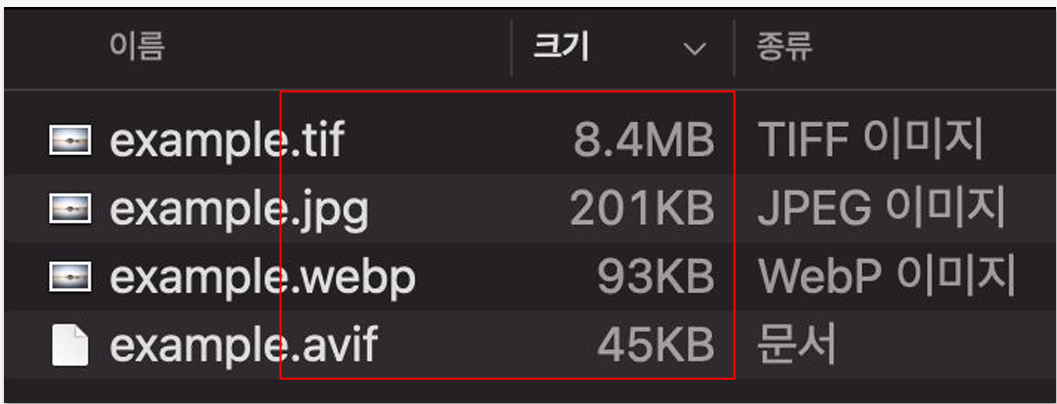 이름 크기 종류
example.tif 8.4MB TIFF 이미지
example.jpg 201KB JPEG 이미지
example.webp 93KB WebP 이미지
example.avif 45KB 문서